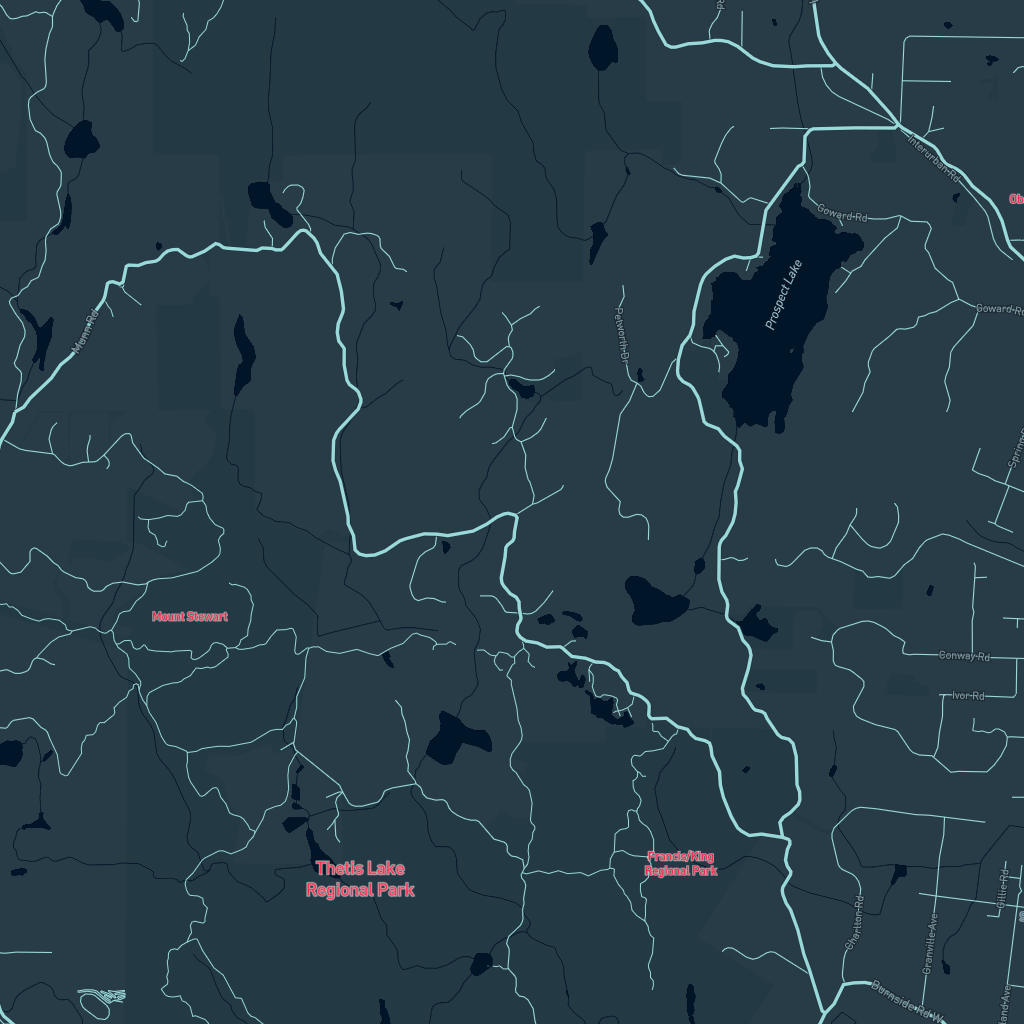 Interurban Rd
Goward Rd
Prospect Lake
Goward Rd
Munn Rd
Petworth Dr
Mount Stewart
Conway Rd
Ivor Rd
Francis/King
Regional Park
Thetis Lake
Regional Park
Charlton Rd
Granville Ave
Gillie Rd
Burnside Rd W